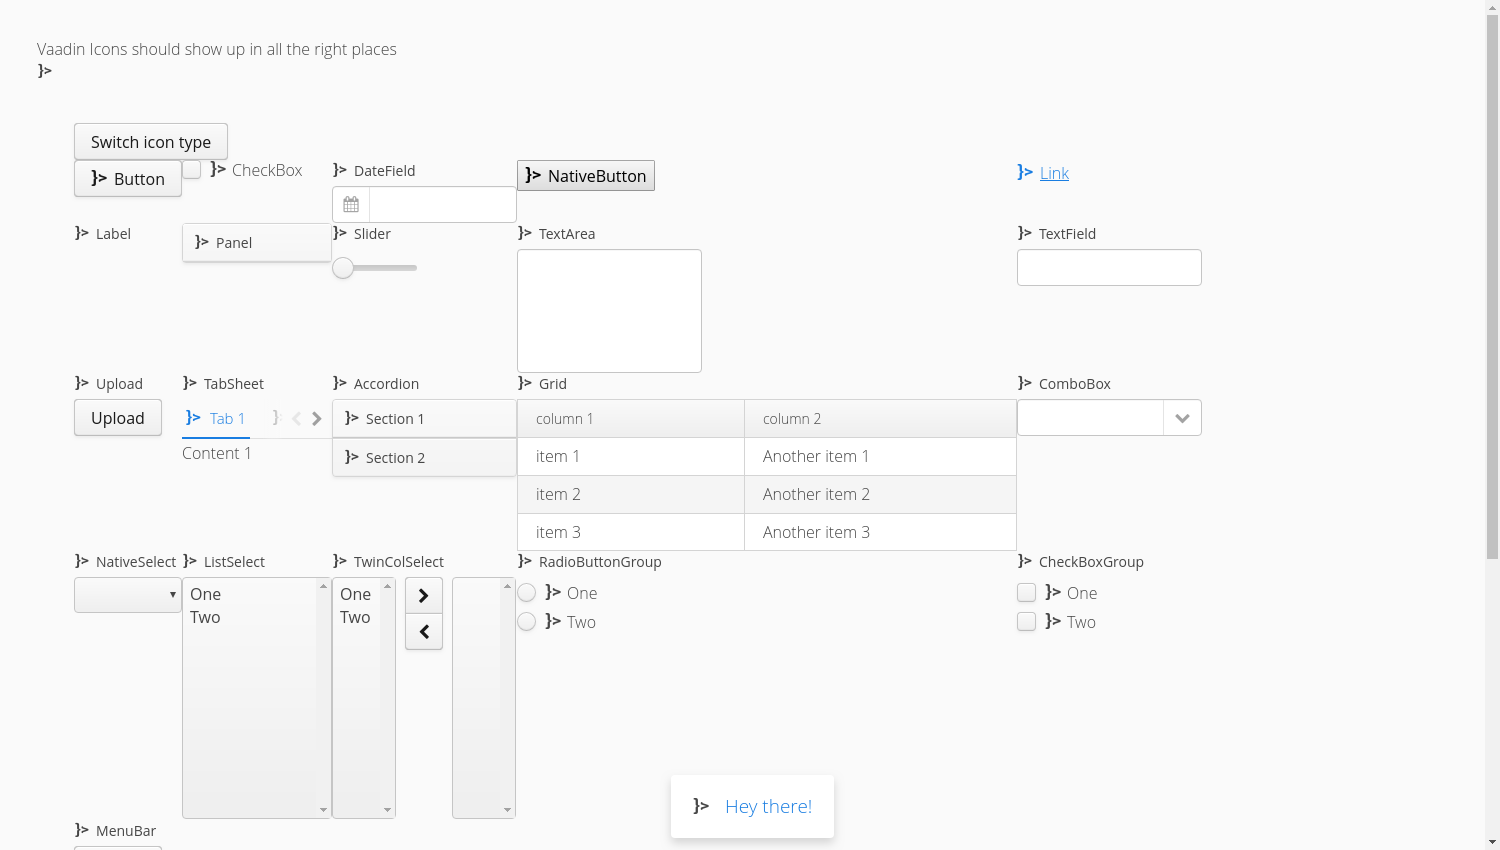 Vaadin Icons should show up in all the right places
}>
Switch icon type
}> Button
}> CheckBox
}> DateField
}> NativeButton
}> Link
}> Label
}> Panel
}> Slider
}> TextArea
}> TextField
}> Upload
Upload
}> TabSheet
}> Tab 1
Content 1
}> Accordion
}> Section 1
}> Section 2
}> Grid
column 1 column 2
item 1 Another item 1
item 2 Another item 2
item 3 Another item 3
}> ComboBox
}> NativeSelect
}> ListSelect
One
Two
}> TwinColSelect
One
Two
}> RadioButtonGroup
}> One
}> Two
}> CheckBoxGroup
}> One
}> Two
}> Hey there!
}> MenuBar